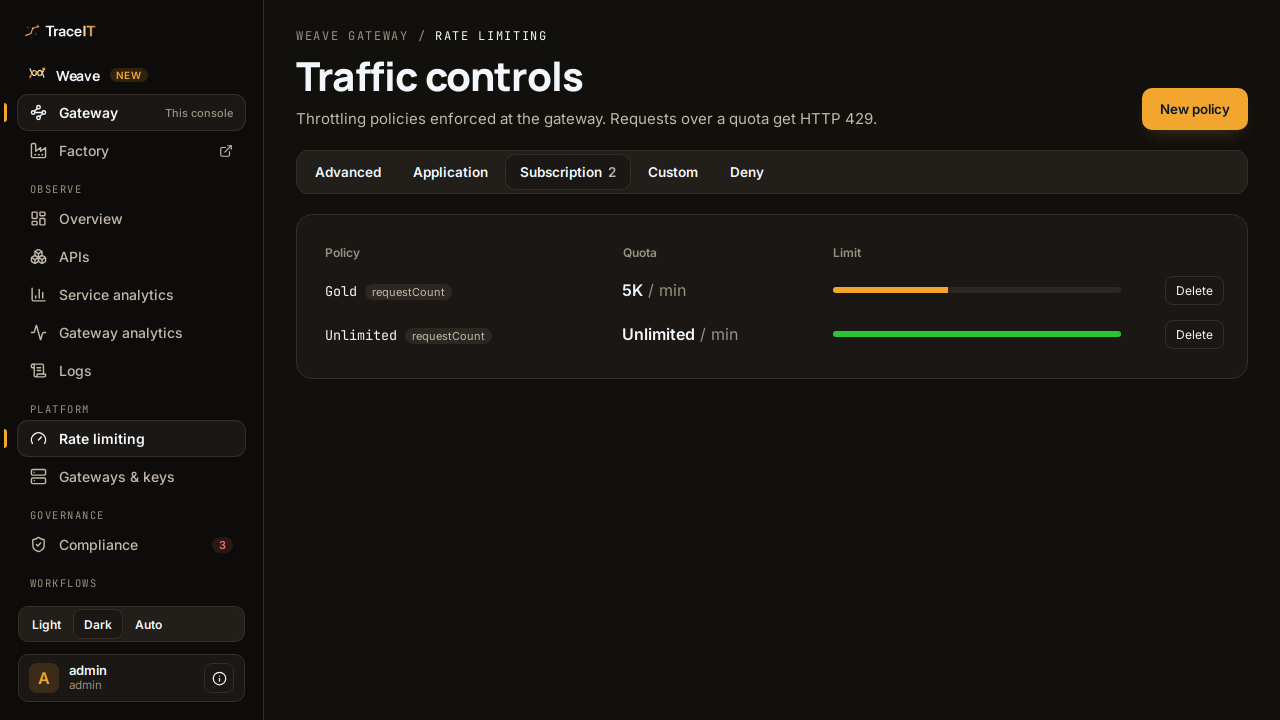 TraceIT
Weave NEW
Gateway This console
Factory
OBSERVE
Overview
APIs
Service analytics
Gateway analytics
Logs
PLATFORM
Rate limiting
Gateways & keys
GOVERNANCE
Compliance 3
WORKFLOWS
Light Dark Auto
A admin
admin
WEAVE GATEWAY / RATE LIMITING
Traffic controls
Throttling policies enforced at the gateway. Requests over a quota get HTTP 429.
New policy
Advanced Application Subscription 2 Custom Deny
Policy Quota Limit
Gold requestCount 5K / min Delete
Unlimited requestCount Unlimited / min Delete